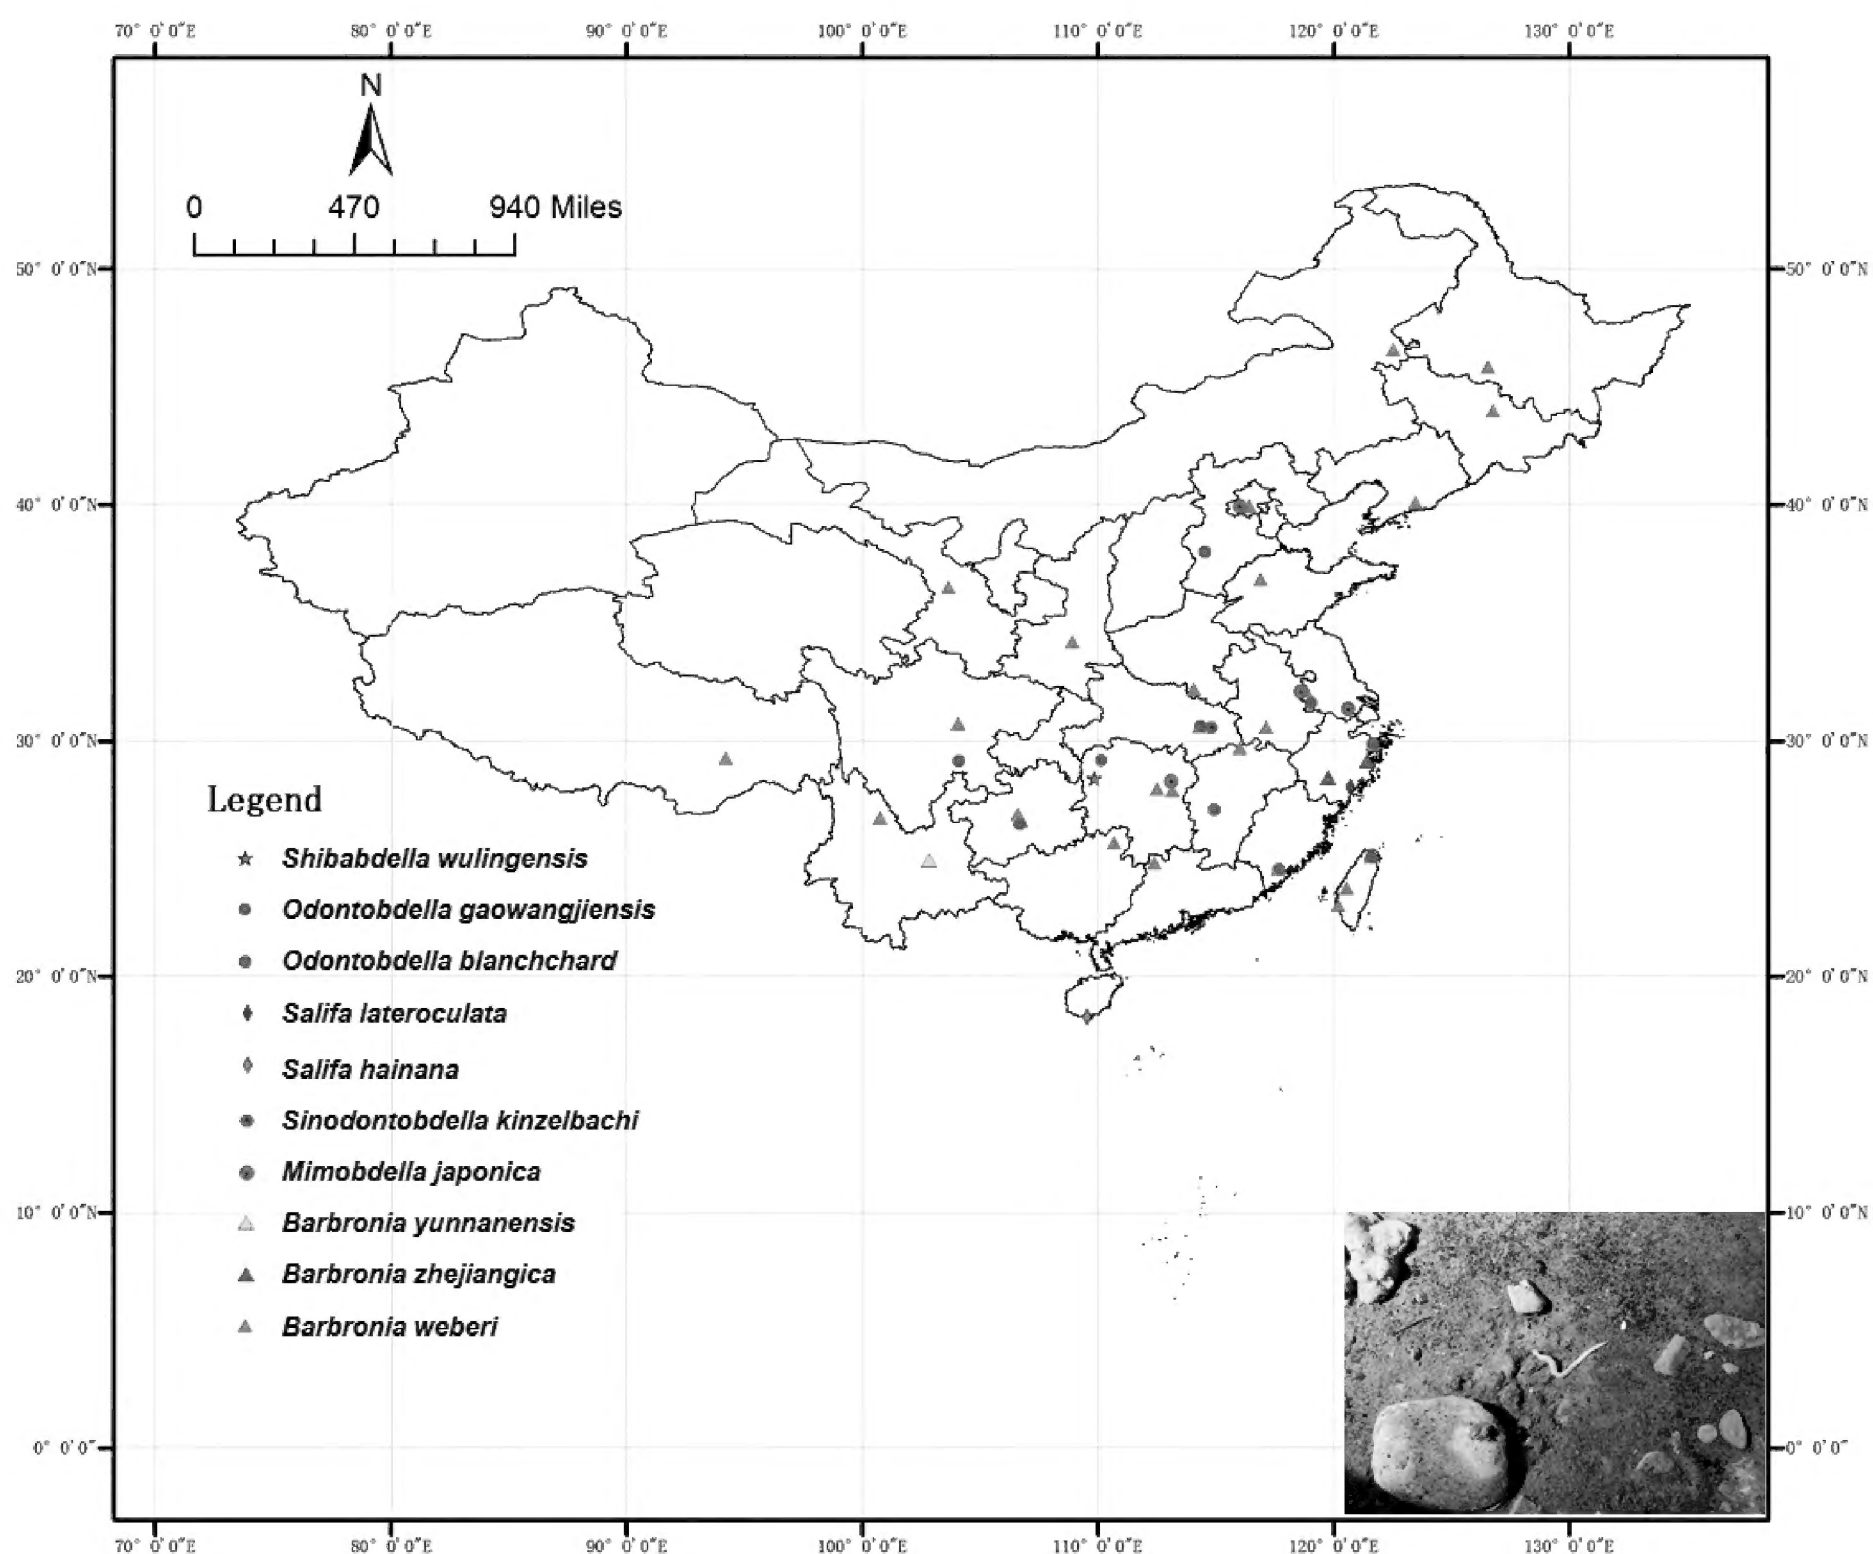 70° 0'0"E 80° 0'0"E 90° 0'0"E 100° 0'0"E 110° 0'0"E 120° 0'0"E 130° 0'0"E
N
0 470 940 Miles
50° 0'0"N 50° 0'0"N
40° 0'0"N 40° 0'0"N
30° 0'0"N 30° 0'0"N
Legend
Shibabdella wulingensis
Odontobdella gaowangjiensis
Odontobdella blanchchard
20° 0'0"N 20° 0'0"N
Salifa lateroculata
Salifa hainana
Sinodontobdella kinzelbachi
Mimobdella japonica
10° 0'0"N 10° 0'0"N
Barbronia yunnanensis
Barbronia zhejiangica
Barbronia weberi
0° 0'0" 0° 0'0"
70° 0'0"E 80° 0'0"E 90° 0'0"E 100° 0'0"E 110° 0'0"E 120° 0'0"E 130° 0'0"E